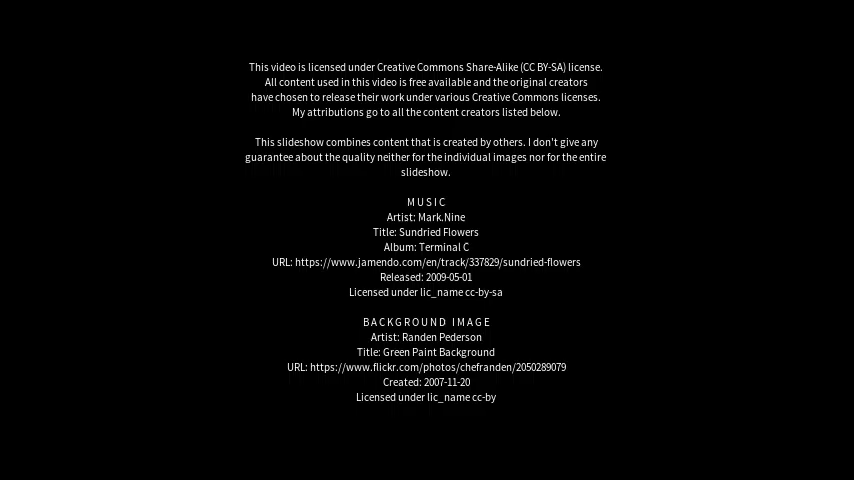 This video is licensed under Creative Commons Share-Alike (CC BY-SA) license.
All content used in this video is free available and the original creators
have chosen to release their work under various Creative Commons licenses.
My attributions go to all the content creators listed below.
This slideshow combines content that is created by others. I don't give any
guarantee about the quality neither for the individual images nor for the entire
slideshow.
M U S I C
Artist: Mark.Nine
Title: Sundried Flowers
Album: Terminal C
URL: https://www.jamendo.com/en/track/337829/sundried-flowers
Released: 2009-05-01
Licensed under lic_name cc-by-sa
B A C K G R O U N D   I M A G E
Artist: Randen Pederson
Title: Green Paint Background
URL: https://www.flickr.com/photos/chefranden/2050289079
Created: 2007-11-20
Licensed under lic_name cc-by